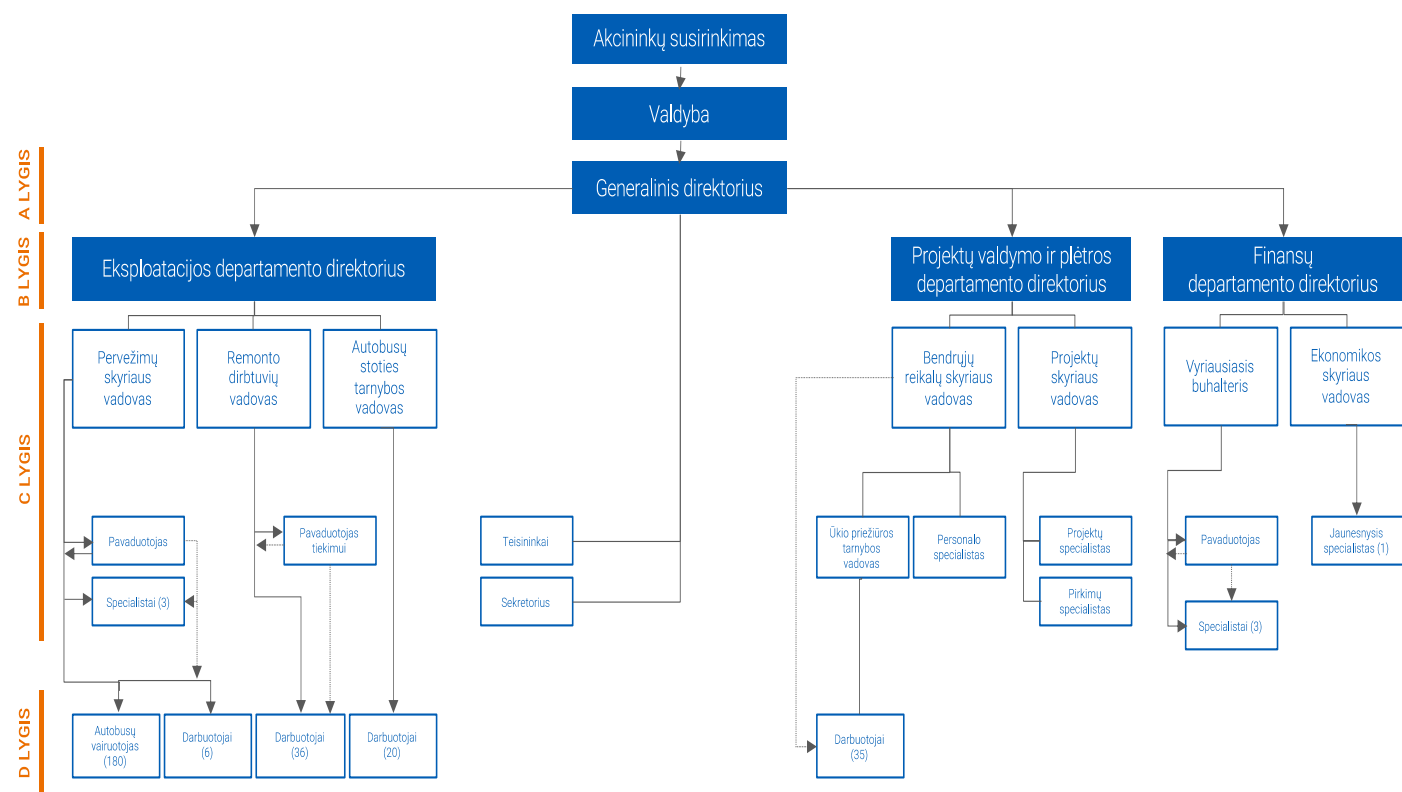 Akcininkų susirinkimas
Valdyba
A LYGIS
Generalinis direktorius
B LYGIS
Eksploatacijos departamento direktorius
Projektų valdymo ir plėtros
departamento direktorius
Finansų
departamento direktorius
C LYGIS
Pervežimų
skyriaus
vadovas
Remonto
dirbtuvių
vadovas
Autobusų
stoties
tarnybos
vadovas
Bendrųjų
reikalų skyriaus
vadovas
Projektų
skyriaus
vadovas
Vyriausiasis
buhalteris
Ekonomikos
skyriaus
vadovas
Pavaduotojas
Pavaduotojas
tiekimui
Teisininkai
Ūkio priežiūros
tarnybos
vadovas
Personalo
specialistas
Projektų
specialistas
Pavaduotojas
Jaunesnysis
specialistas (1)
Specialistai (3)
Sekretorius
Pirkimų
specialistas
Specialistai (3)
D LYGIS
Autobusų
vairuotojas
(180)
Darbuotojai
(6)
Darbuotojai
(36)
Darbuotojai
(20)
Darbuotojai
(35)